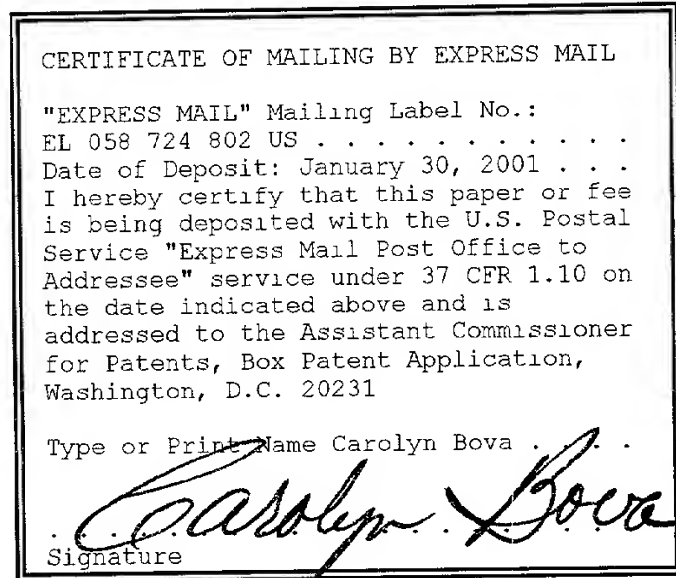 CERTIFICATE OF MAILING BY EXPRESS MAIL
"EXPRESS MAIL" Mailing Label No.:
EL 058 724 802 US . . . . . . . . . . . .
Date of Deposit: January 30, 2001 . . .
I hereby certify that this paper or fee
is being deposited with the U.S. Postal
Service "Express Mail Post Office to
Addressee" service under 37 CFR 1.10 on
the date indicated above and is
addressed to the Assistant Commissioner
for Patents, Box Patent Application,
Washington, D.C. 20231
Type or Print Name Carolyn Bova . . . .
Carolyn Bova
Signature